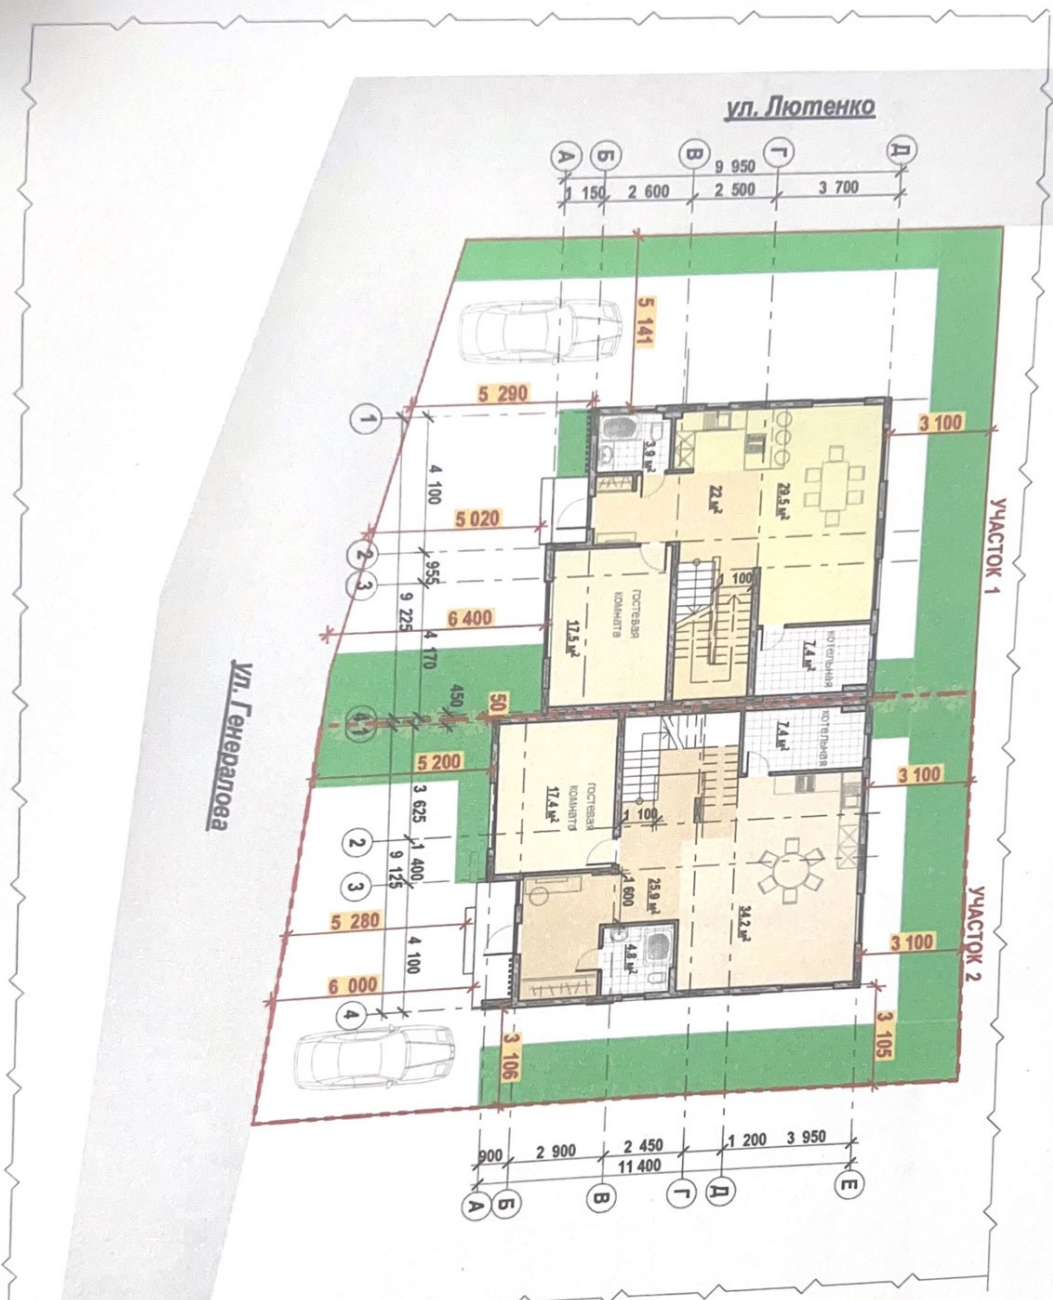 ул. Лютенко
А Б В Г Д
9 950
1 150 2 600 2 500 3 700
5 141
5 290
3 100
1
4 100
3,9 м²
22 м²
29.5 м²
УЧАСТОК 1
5 020
2
955
3
1 100
9 225
6 400
4 170
гостевая
комната
17.5 м²
котельная
7.4 м²
450
50
4 1
ул. Генералова
5 200
3 625
гостевая
комната
17.4 м²
котельная
7.4 м²
3 100
1 100
2
1 400
9 125
3
1 600
25.9 м²
34.2 м²
УЧАСТОК 2
5 280
4 100
4.8 м²
3 100
6 000
4
3 106
3 105
900 2 900 2 450 1 200 3 950
11 400
А Б В Г Д Е